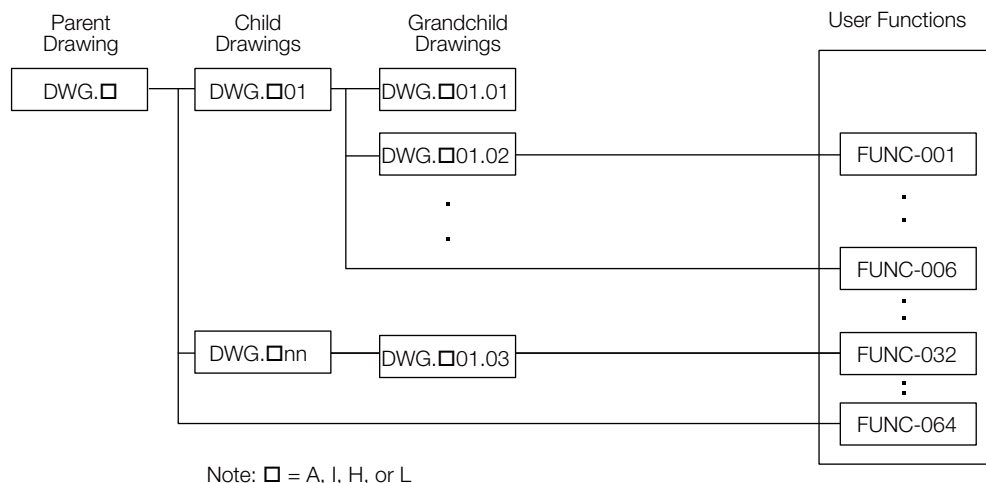 Parent
Drawing
Child
Drawings
Grandchild
Drawings
User Functions
DWG.□
DWG.□01
DWG.□01.01
DWG.□01.02
FUNC-001
FUNC-006
DWG.□nn
DWG.□01.03
FUNC-032
FUNC-064
Note: □ = A, I, H, or L